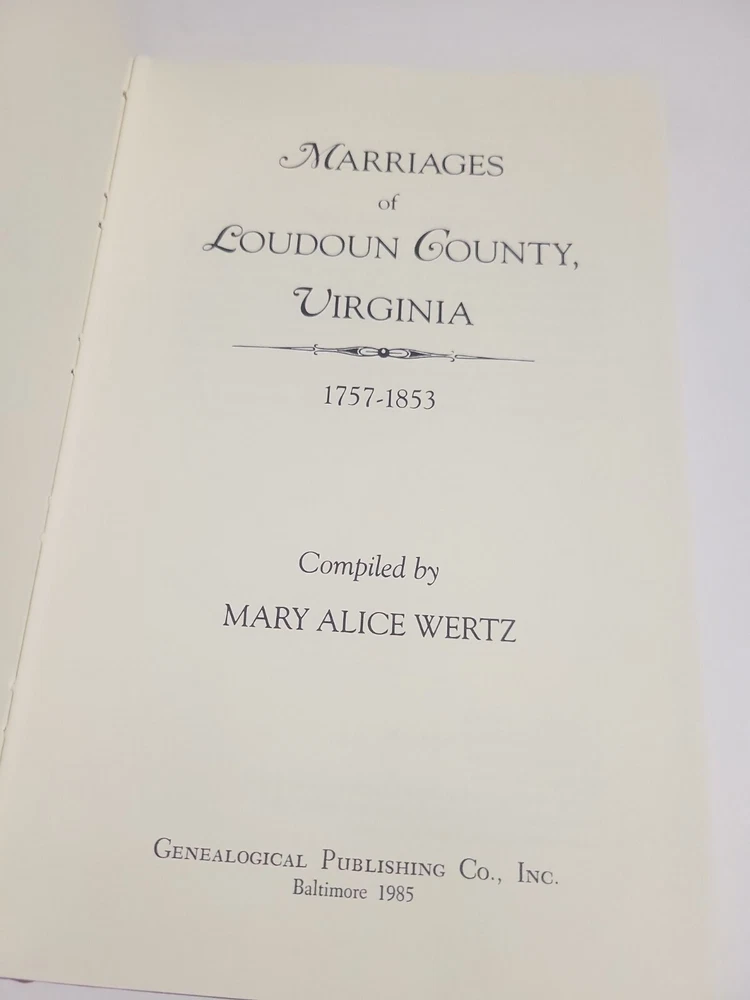 MARRIAGES
of
LOUDOUN COUNTY,
VIRGINIA
1757-1853
Compiled by
MARY ALICE WERTZ
GENEALOGICAL PUBLISHING CO., INC.
Baltimore 1985